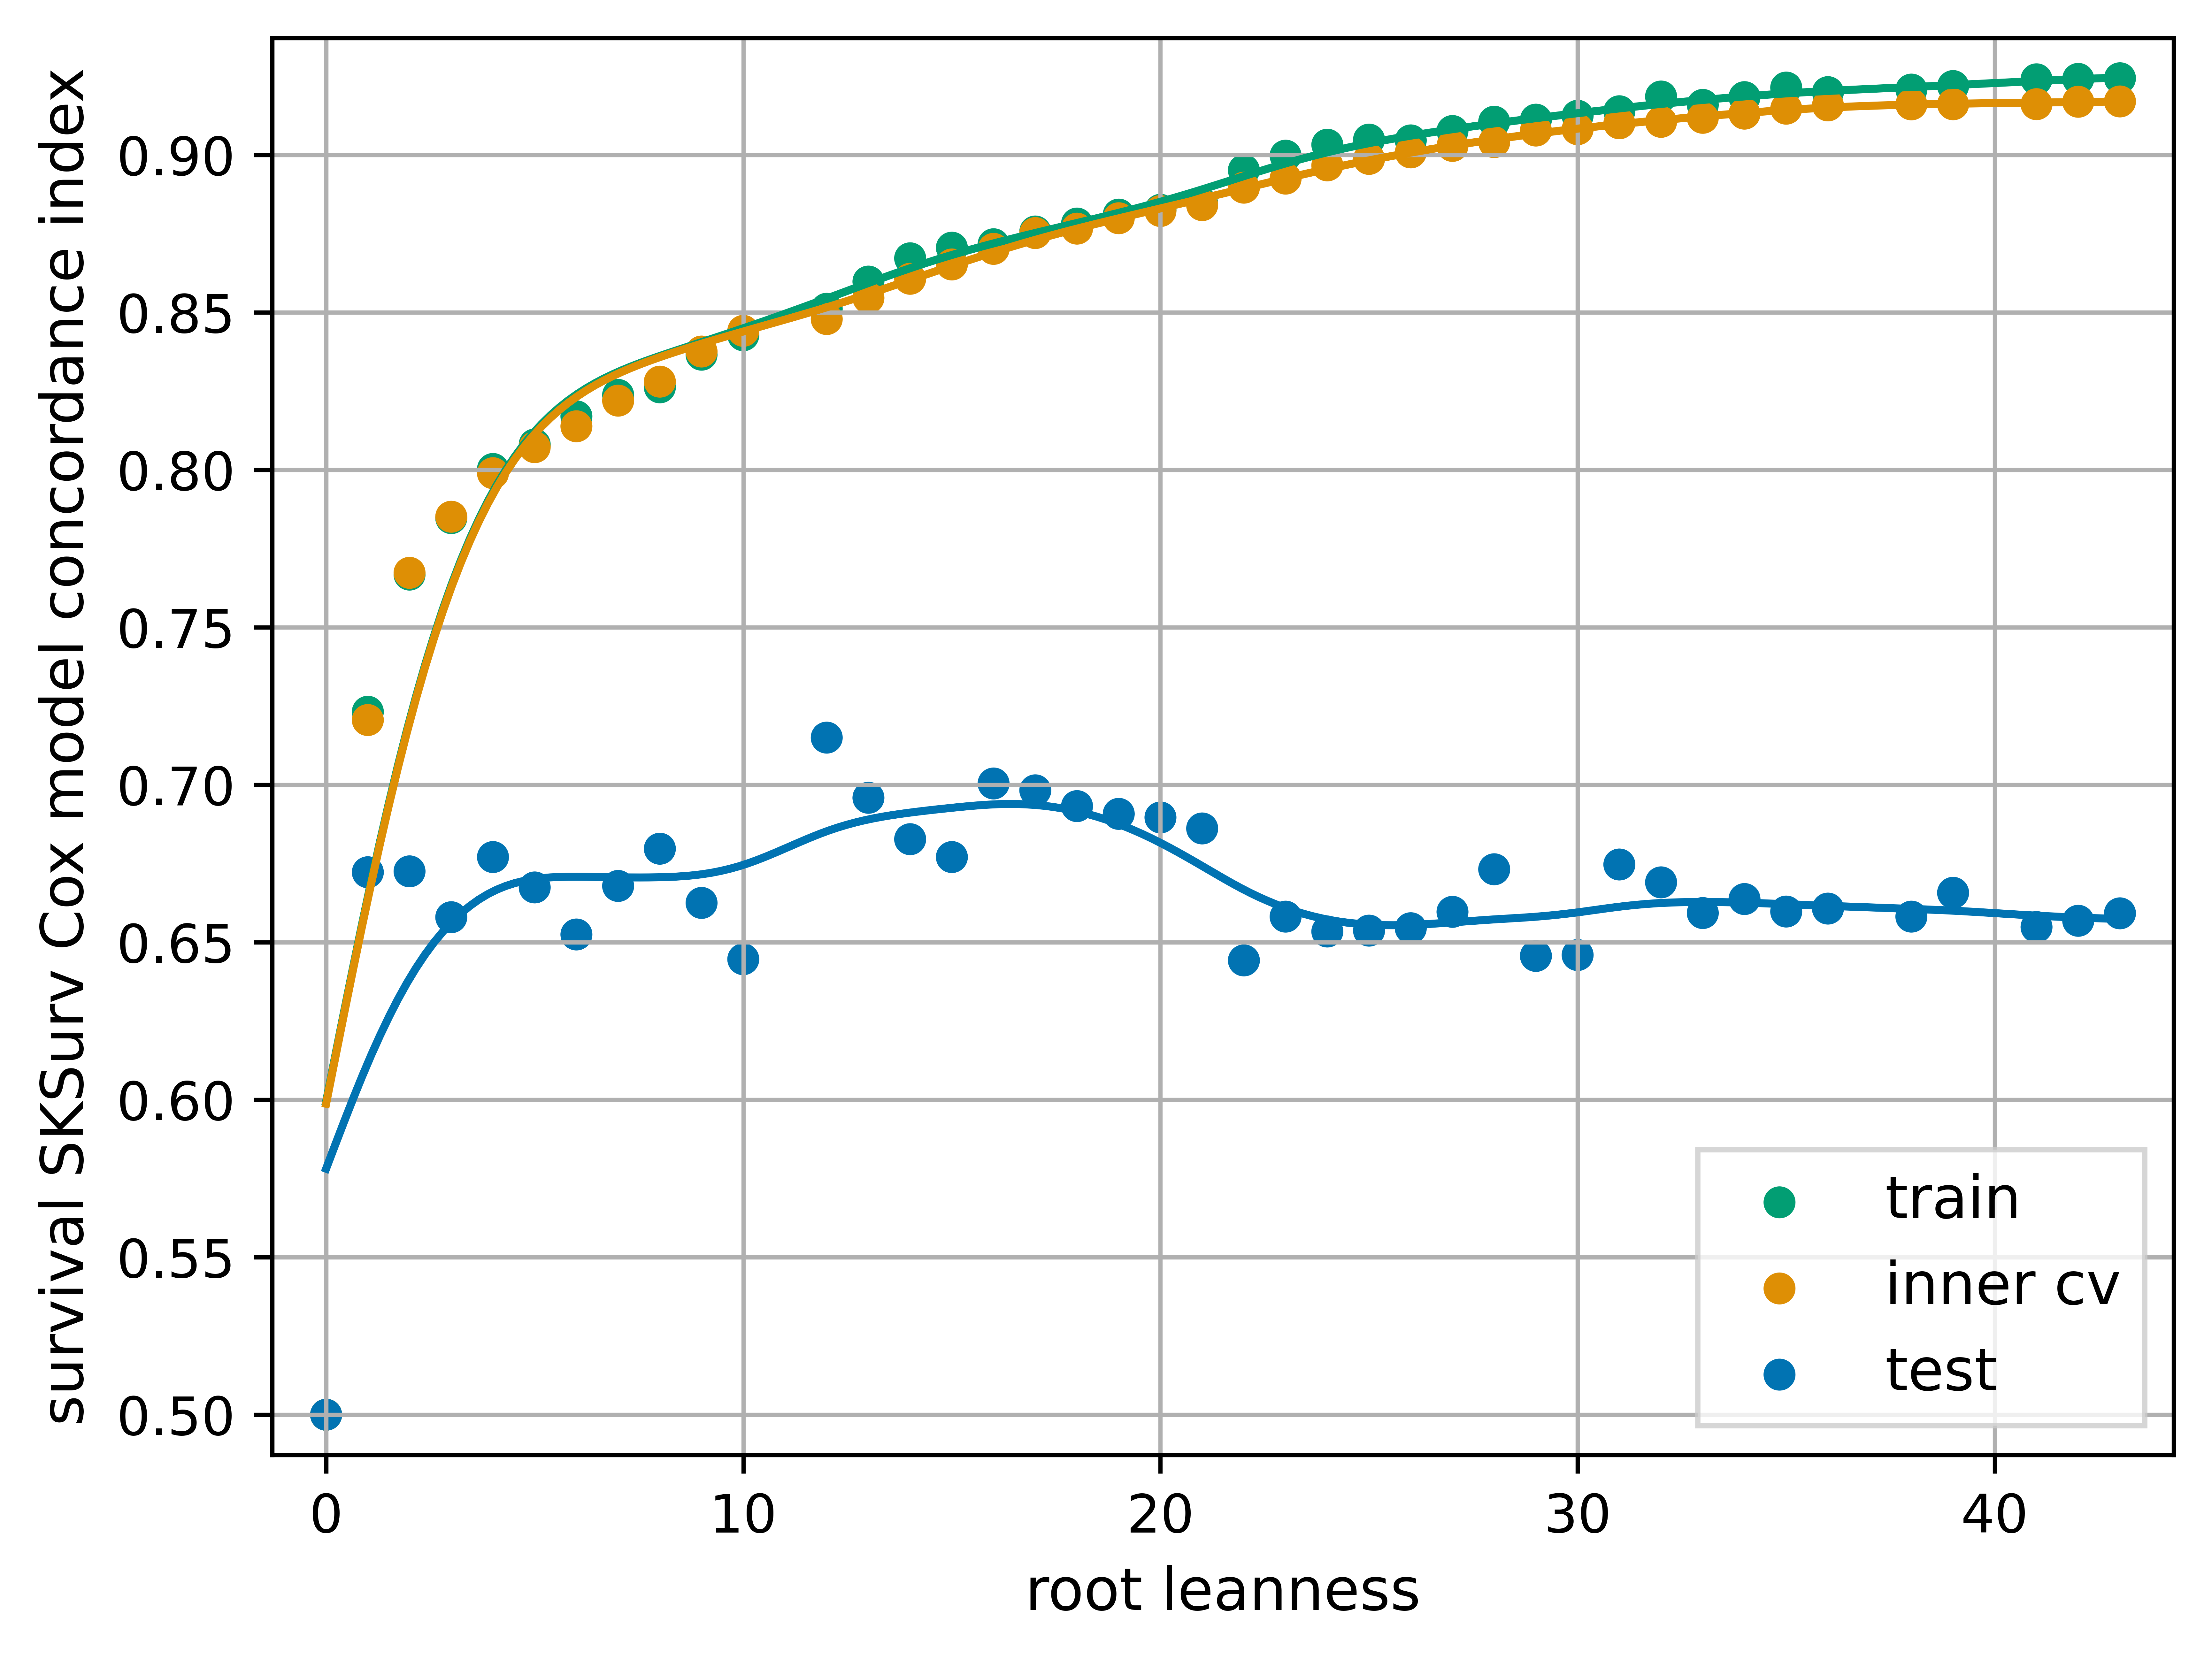 survival SKSurv Cox model concordance index
0.90
0.85
0.80
0.75
0.70
0.65
0.60
0.55
0.50
train
inner cv
test
0 10 20 30 40
root leanness